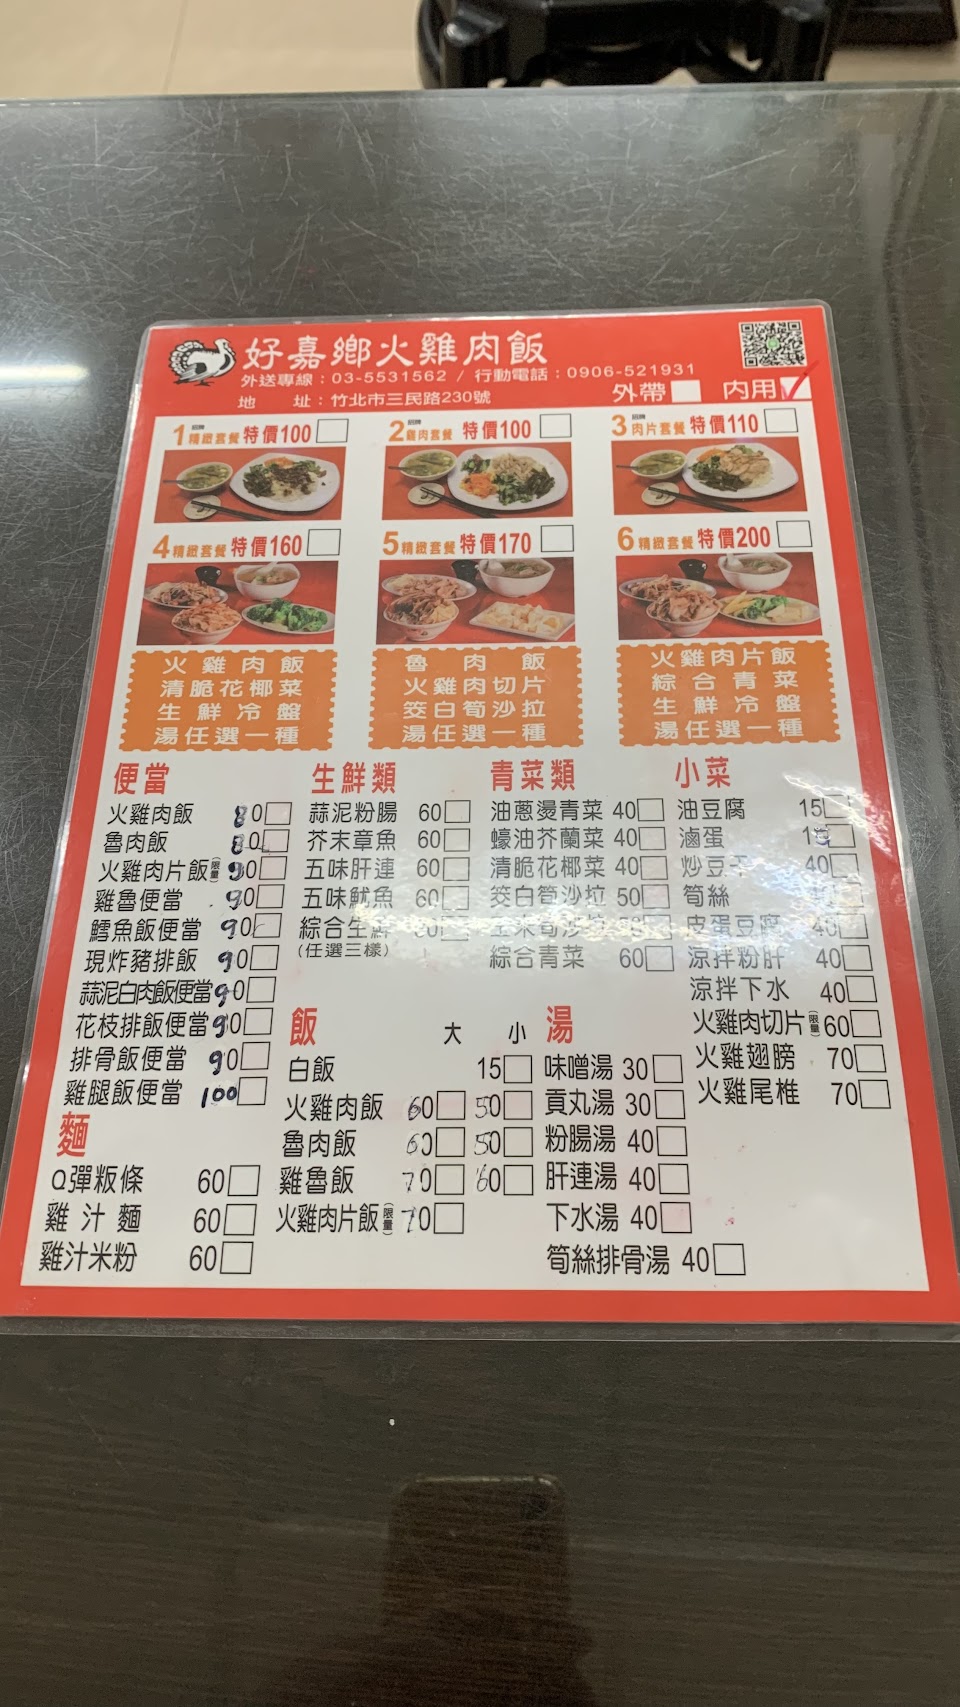 好嘉鄉火雞肉飯
外送專線：03-5531562 / 行動電話：0906-521931
地 址：竹北市三民路230號
外帶 內用
1 招牌 精緻套餐 特價100
2 招牌 雞肉套餐 特價100
3 招牌 肉片套餐 特價110
4 精緻套餐 特價160
5 精緻套餐 特價170
6 精緻套餐 特價200
火雞肉飯
清脆花椰菜
生鮮冷盤
湯任選一種
魯肉飯
火雞肉切片
筊白筍沙拉
湯任選一種
火雞肉片飯
綜合青菜
生鮮冷盤
湯任選一種
便當
火雞肉飯 80
魯肉飯 80
火雞肉片飯(限量) 90
雞魯便當 90
鱈魚飯便當 90
現炸豬排飯 90
蒜泥白肉飯便當 90
花枝排飯便當 90
排骨飯便當 90
雞腿飯便當 100
麵
Q彈粄條 60
雞汁麵 60
雞汁米粉 60
生鮮類
蒜泥粉腸 60
芥末章魚 60
五味肝連 60
五味魷魚 60
綜合生鮮
(任選三樣)
青菜類
油蔥燙青菜 40
蠔油芥蘭菜 40
清脆花椰菜 40
筊白筍沙拉 50
玉米筍沙拉
綜合青菜 60
小菜
油豆腐 15
滷蛋
炒豆干 40
筍絲
皮蛋豆腐 40
涼拌粉肝 40
涼拌下水 40
火雞肉切片(限量) 60
火雞翅膀 70
火雞尾椎 70
飯 大 小
白飯 15
火雞肉飯 60 50
魯肉飯 60 50
雞魯飯 70 60
火雞肉片飯(限量) 70
湯
味噌湯 30
貢丸湯 30
粉腸湯 40
肝連湯 40
下水湯 40
筍絲排骨湯 40